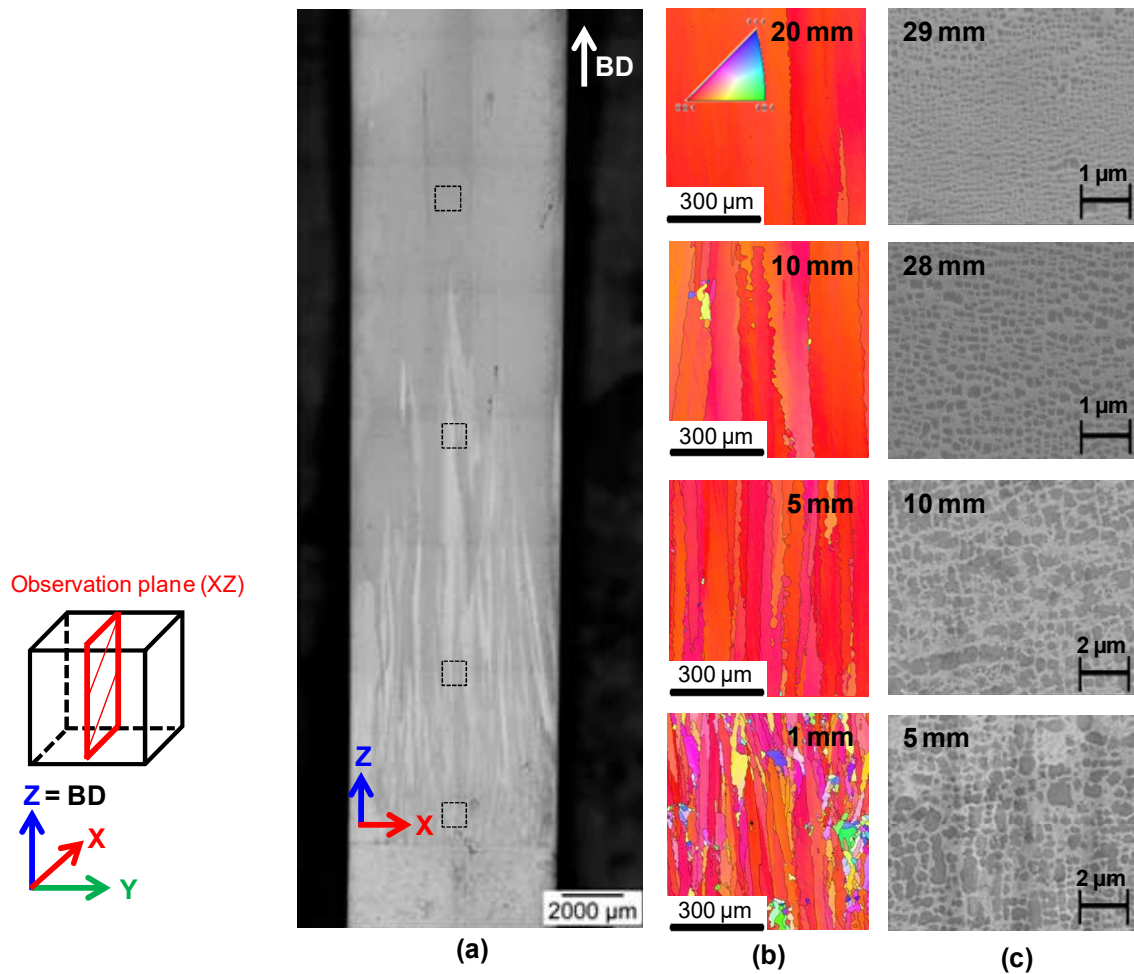 Observation plane (XZ)
Z = BD
X
Y
BD
Z
X
2000 µm
(a)
20 mm
300 µm
10 mm
300 µm
5 mm
300 µm
1 mm
300 µm
(b)
29 mm
1 µm
28 mm
1 µm
10 mm
2 µm
5 mm
2 µm
(c)